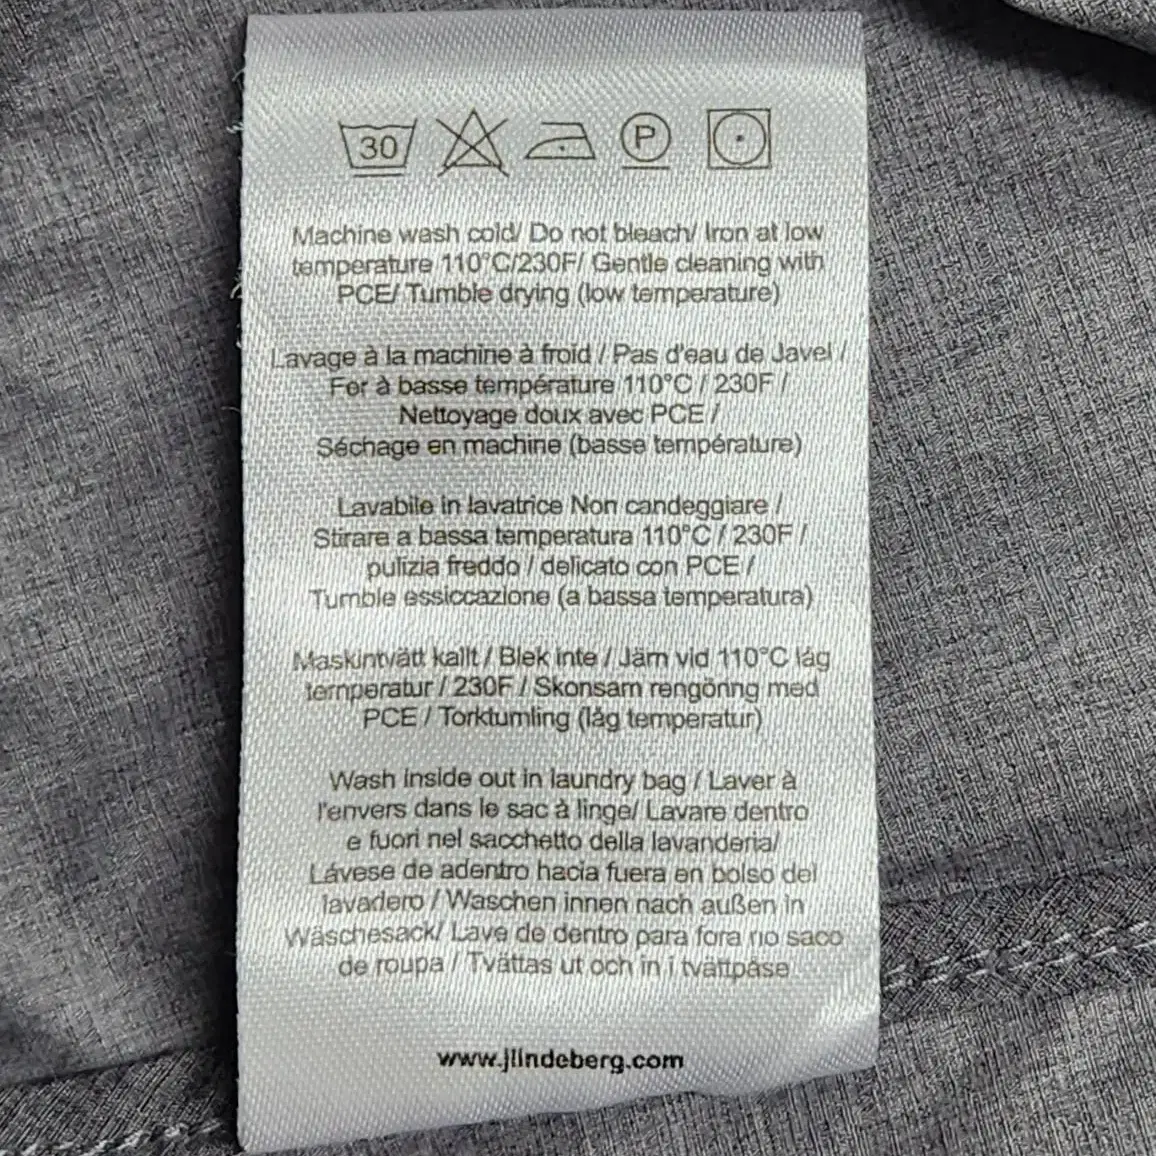 30 P
Machine wash cold/ Do not bleach/ Iron at low
temperature 110°C/230F/ Gentle cleaning with
PCE/ Tumble drying (low temperature)
Lavage à la machine à froid / Pas d'eau de Javel /
Fer à basse température 110°C / 230F /
Nettoyage doux avec PCE /
Séchage en machine (basse température)
Lavabile in lavatrice Non candeggiare /
Stirare a bassa temperatura 110°C / 230F /
pulizia freddo / delicato con PCE /
Tumble essiccazione (a bassa temperatura)
Maskintvätt kallt / Blek inte / Järn vid 110°C låg
temperatur / 230F / Skonsam rengöring med
PCE / Torktumling (låg temperatur)
Wash inside out in laundry bag / Laver à
l'envers dans le sac à linge/ Lavare dentro
e fuori nel sacchetto della lavanderia/
Lávese de adentro hacia fuera en bolso del
lavadero / Waschen innen nach außen in
Wäschesack/ Lave de dentro para fora no saco
de roupa / Tvättas ut och in i tvättpåse
www.jlindeberg.com